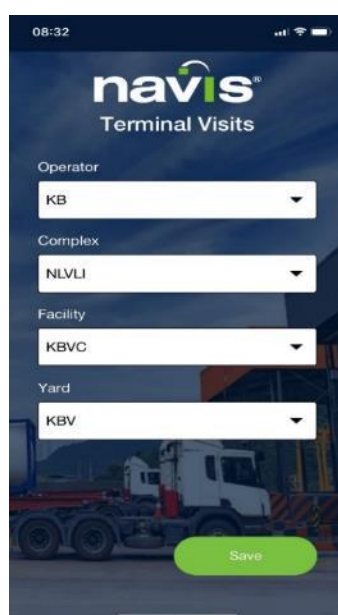 08:32
navis®
Terminal Visits
Operator
KB
Complex
NLVLI
Facility
KBVC
Yard
KBV
Save